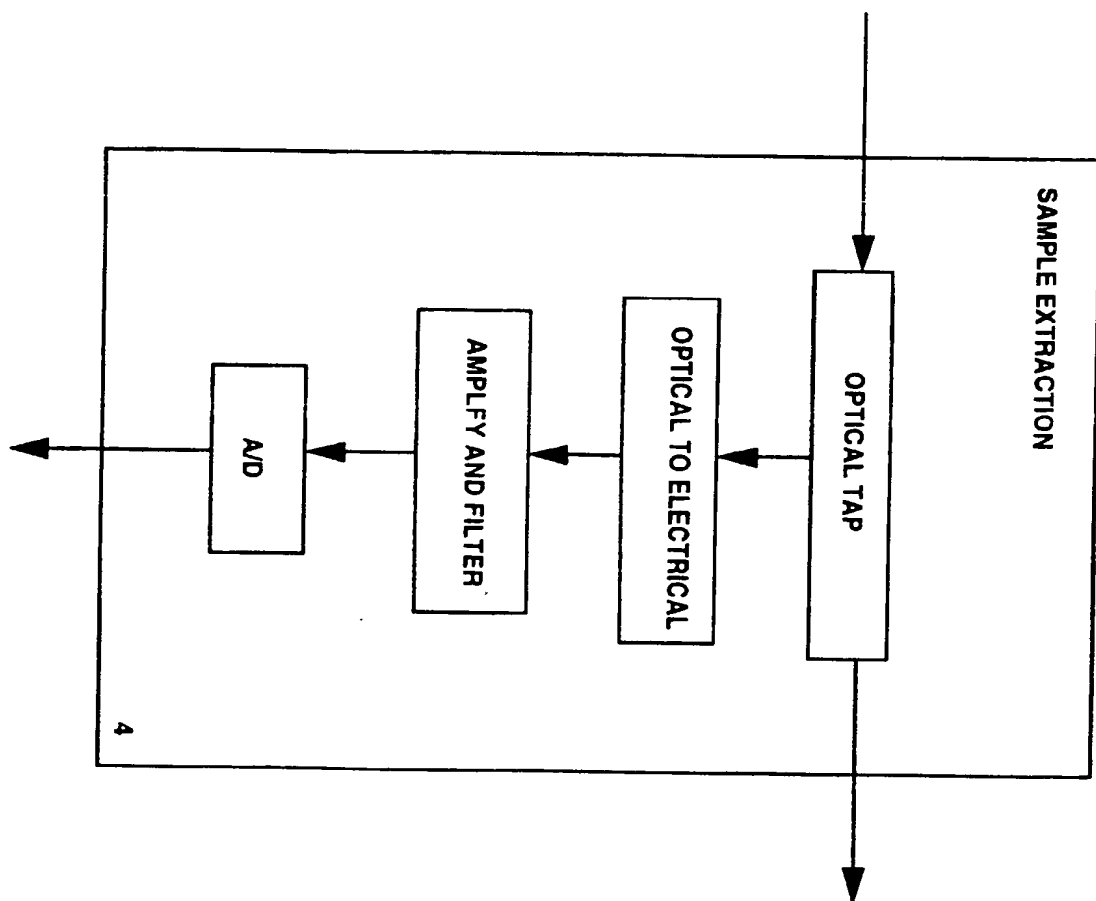 SAMPLE EXTRACTION
OPTICAL TAP
OPTICAL TO ELECTRICAL
AMPLFY AND FILTER
A/D
4